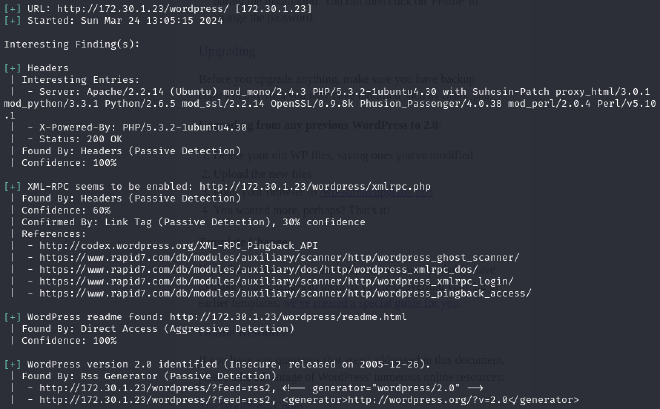 [+] URL: http://172.30.1.23/wordpress/ [172.30.1.23]
[+] Started: Sun Mar 24 13:05:15 2024
Interesting Finding(s):
[+] Headers
| Interesting Entries:
|  - Server: Apache/2.2.14 (Ubuntu) mod_mono/2.4.3 PHP/5.3.2-1ubuntu4.30 with Suhosin-Patch proxy_html/3.0.1
mod_python/3.3.1 Python/2.6.5 mod_ssl/2.2.14 OpenSSL/0.9.8k Phusion_Passenger/4.0.38 mod_perl/2.0.4 Perl/v5.10
.1
|  - X-Powered-By: PHP/5.3.2-1ubuntu4.30
|  - Status: 200 OK
| Found By: Headers (Passive Detection)
| Confidence: 100%
[+] XML-RPC seems to be enabled: http://172.30.1.23/wordpress/xmlrpc.php
| Found By: Headers (Passive Detection)
| Confidence: 60%
| Confirmed By: Link Tag (Passive Detection), 30% confidence
| References:
|  - http://codex.wordpress.org/XML-RPC_Pingback_API
|  - https://www.rapid7.com/db/modules/auxiliary/scanner/http/wordpress_ghost_scanner/
|  - https://www.rapid7.com/db/modules/auxiliary/dos/http/wordpress_xmlrpc_dos/
|  - https://www.rapid7.com/db/modules/auxiliary/scanner/http/wordpress_xmlrpc_login/
|  - https://www.rapid7.com/db/modules/auxiliary/scanner/http/wordpress_pingback_access/
[+] WordPress readme found: http://172.30.1.23/wordpress/readme.html
| Found By: Direct Access (Aggressive Detection)
| Confidence: 100%
[+] WordPress version 2.0 identified (Insecure, released on 2005-12-26).
| Found By: Rss Generator (Passive Detection)
|  - http://172.30.1.23/wordpress/?feed=rss2, <!-- generator="wordpress/2.0" -->
|  - http://172.30.1.23/wordpress/?feed=rss2, <generator>http://wordpress.org/?v=2.0</generator>